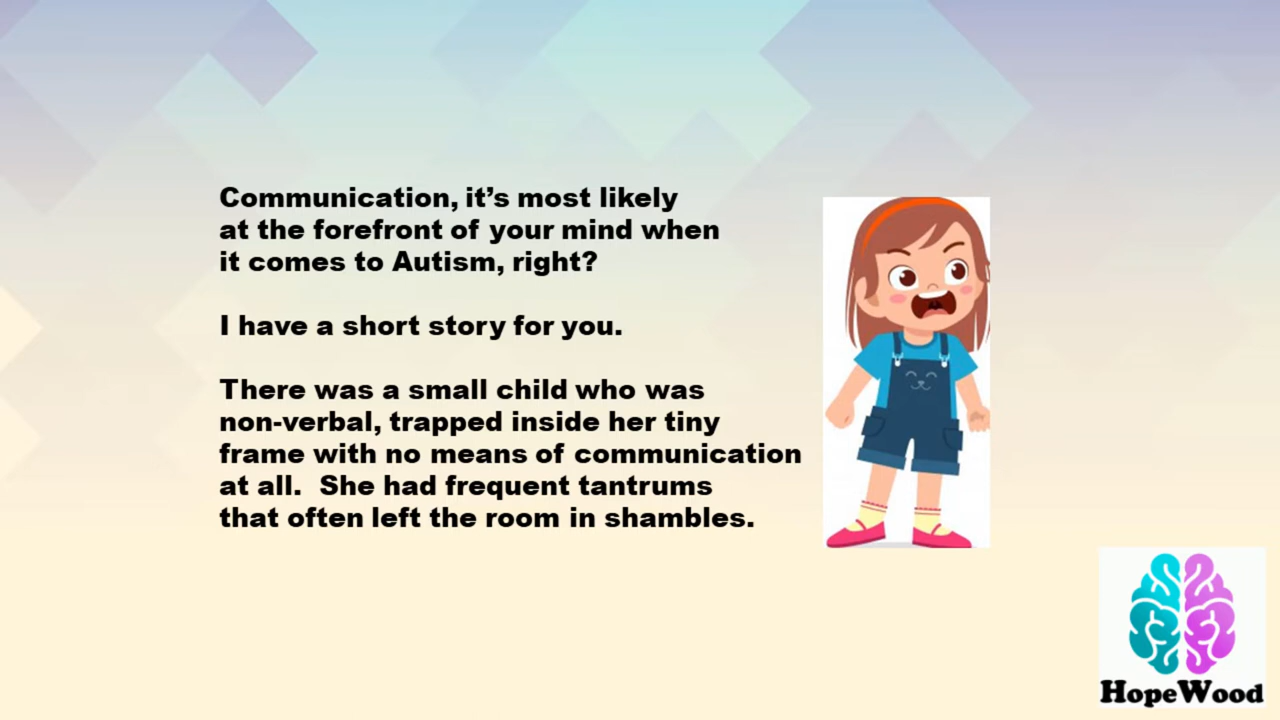 Communication, it’s most likely
at the forefront of your mind when
it comes to Autism, right?
I have a short story for you.
There was a small child who was
non-verbal, trapped inside her tiny
frame with no means of communication
at all.  She had frequent tantrums
that often left the room in shambles.
HopeWood